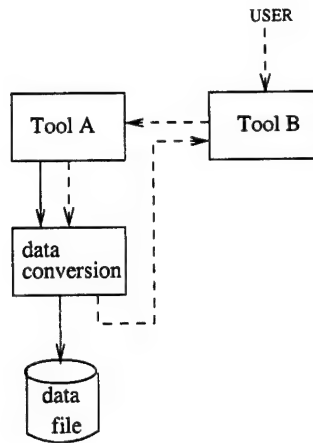 USER
Tool A
Tool B
data
conversion
data
file